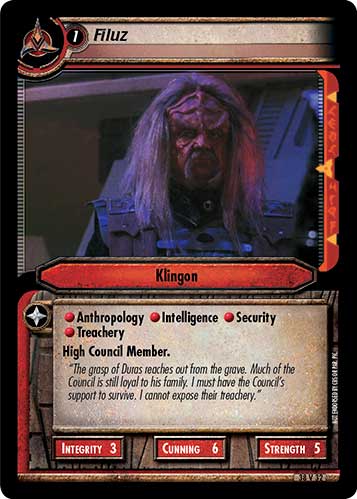 1 Filuz
Klingon
Anthropology Intelligence Security
Treachery
High Council Member.
"The grasp of Duras reaches out from the grave. Much of the
Council is still loyal to his family. I must have the Council's
support to survive. I cannot expose their treachery."
INTEGRITY 3 CUNNING 6 STRENGTH 5
38 V 32